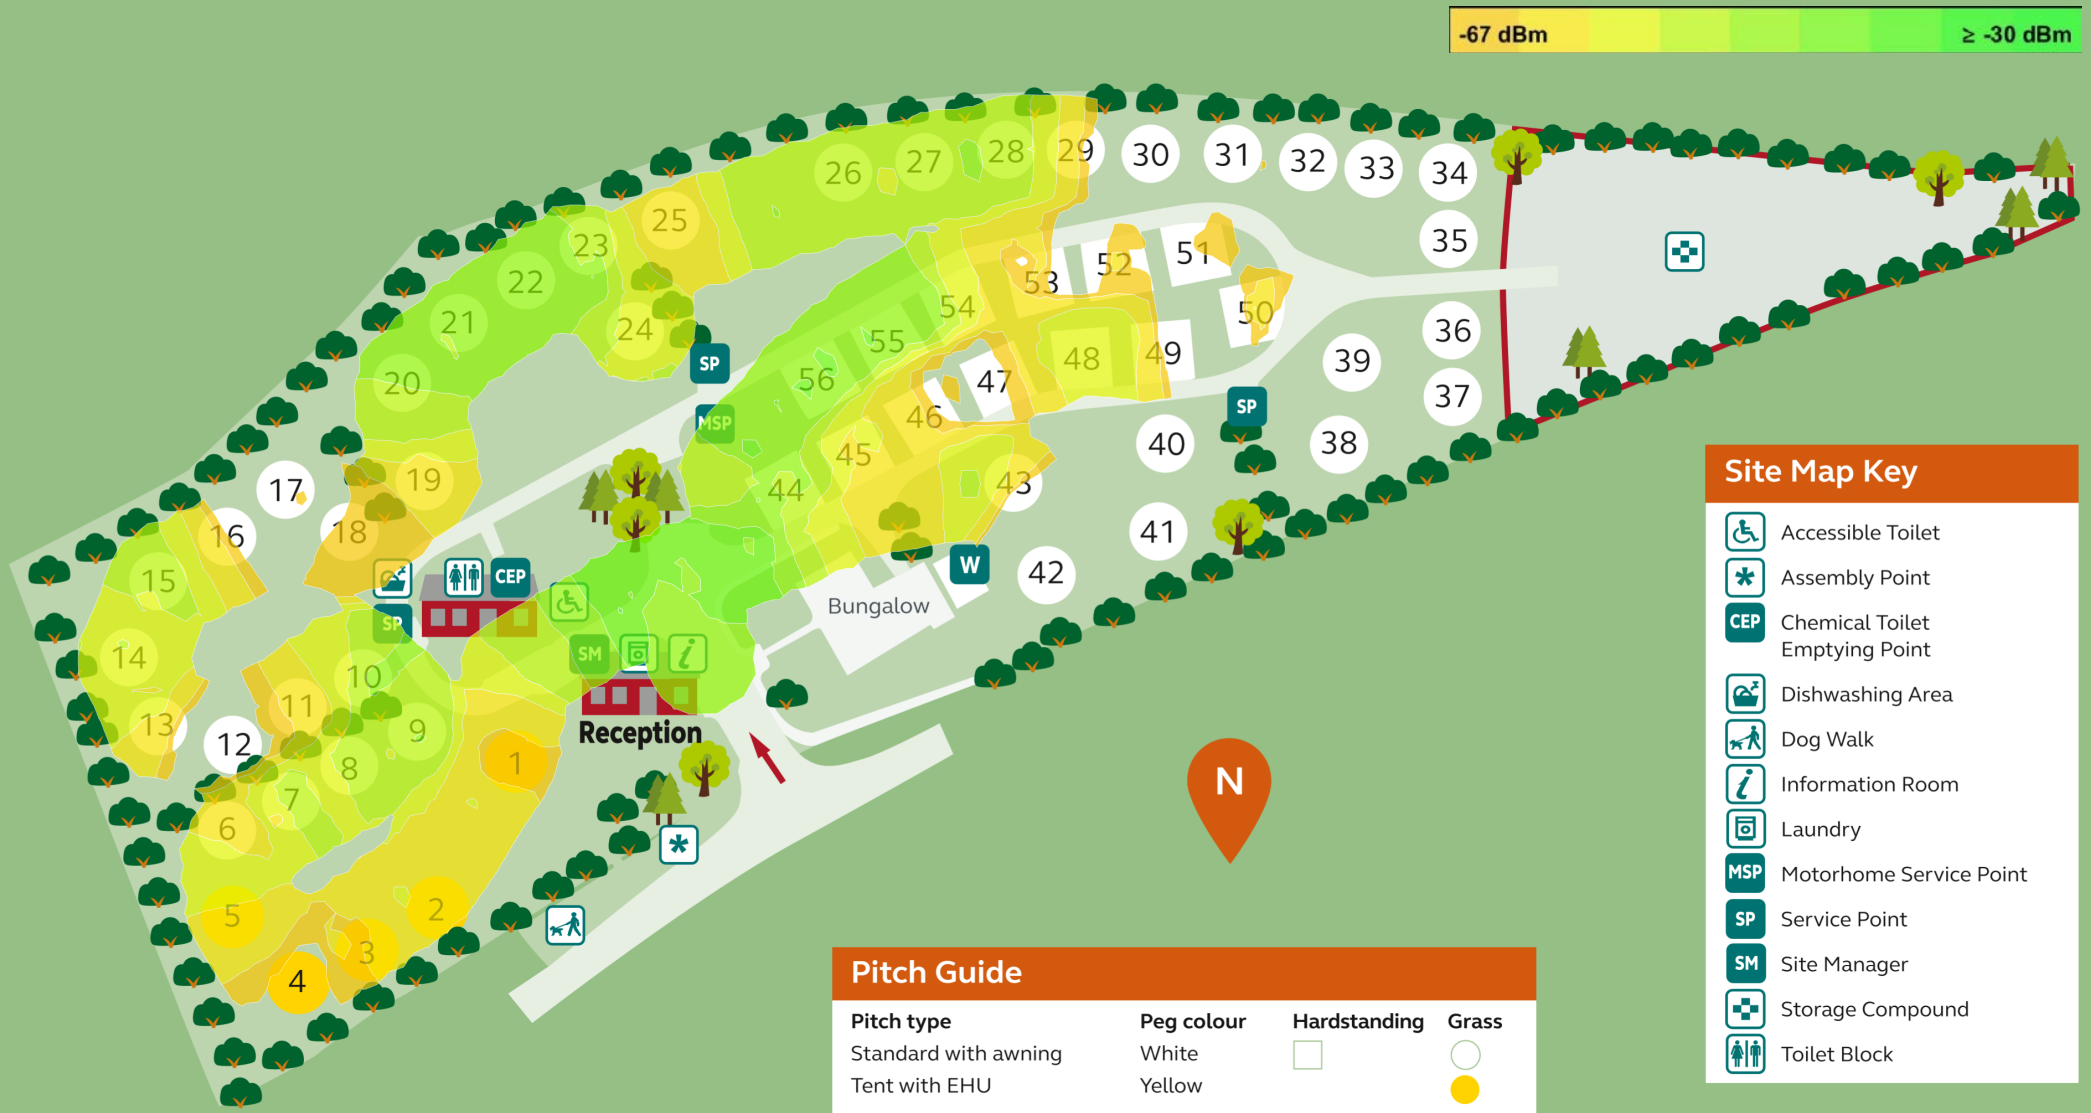 -67 dBm ≥ -30 dBm
26 27 28 29 30 31 32 33 34
25
23
22
21
20
24
35
51
52
53
50
54
55
56
36
37
39
38
49
48
47
46
45
44
43
40
41
42
SP
MSP
SP
19
18
17
16
15
14
13
12
11
10
9
8
7
6
5
4
3
2
1
CEP
SP
SM
i
W
Bungalow
Reception
*
N
Site Map Key
Accessible Toilet
* Assembly Point
CEP Chemical Toilet
Emptying Point
Dishwashing Area
Dog Walk
i Information Room
Laundry
MSP Motorhome Service Point
SP Service Point
SM Site Manager
Storage Compound
Toilet Block
Pitch Guide
Pitch type Peg colour Hardstanding Grass
Standard with awning White
Tent with EHU Yellow